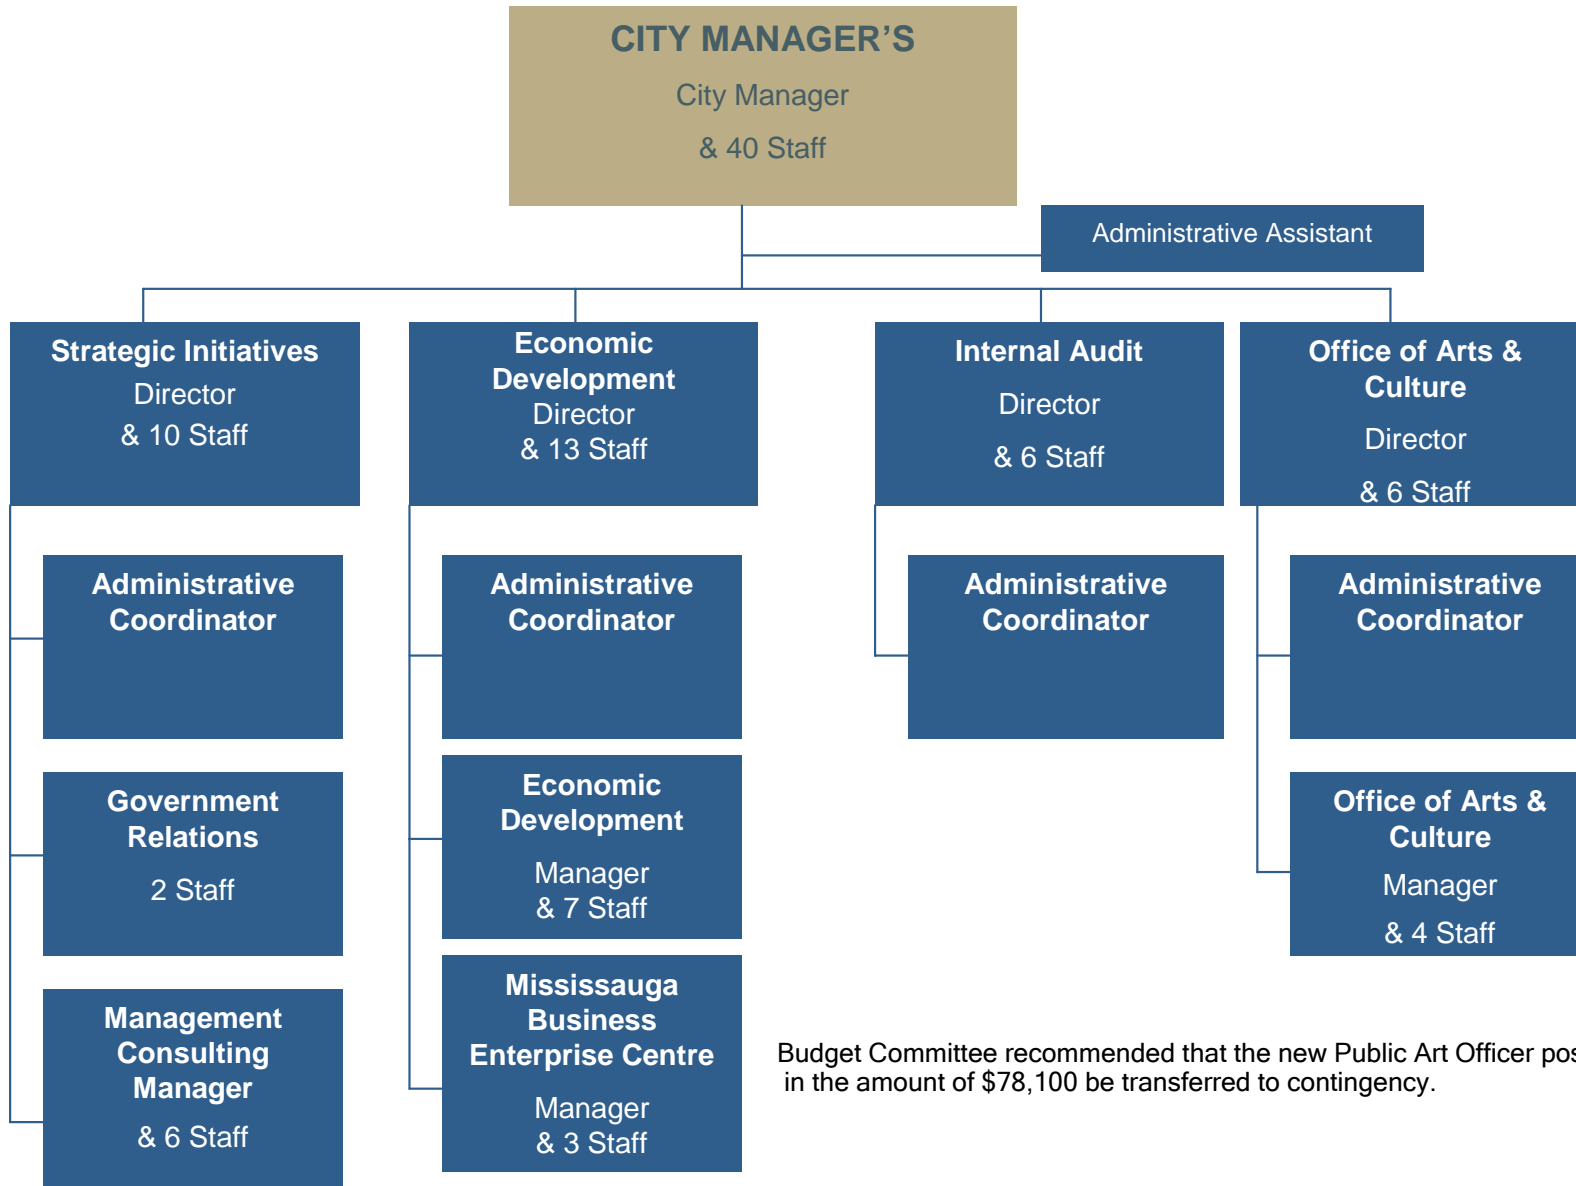 CITY MANAGER’S
City Manager
& 40 Staff
Administrative Assistant
Strategic Initiatives
Director
& 10 Staff
Administrative
Coordinator
Government
Relations
2 Staff
Management
Consulting
Manager
& 6 Staff
Economic
Development
Director
& 13 Staff
Administrative
Coordinator
Economic
Development
Manager
& 7 Staff
Mississauga
Business
Enterprise Centre
Manager
& 3 Staff
Internal Audit
Director
& 6 Staff
Administrative
Coordinator
Office of Arts &
Culture
Director
& 6 Staff
Administrative
Coordinator
Office of Arts &
Culture
Manager
& 4 Staff
Budget Committee recommended that the new Public Art Officer pos
in the amount of $78,100 be transferred to contingency.